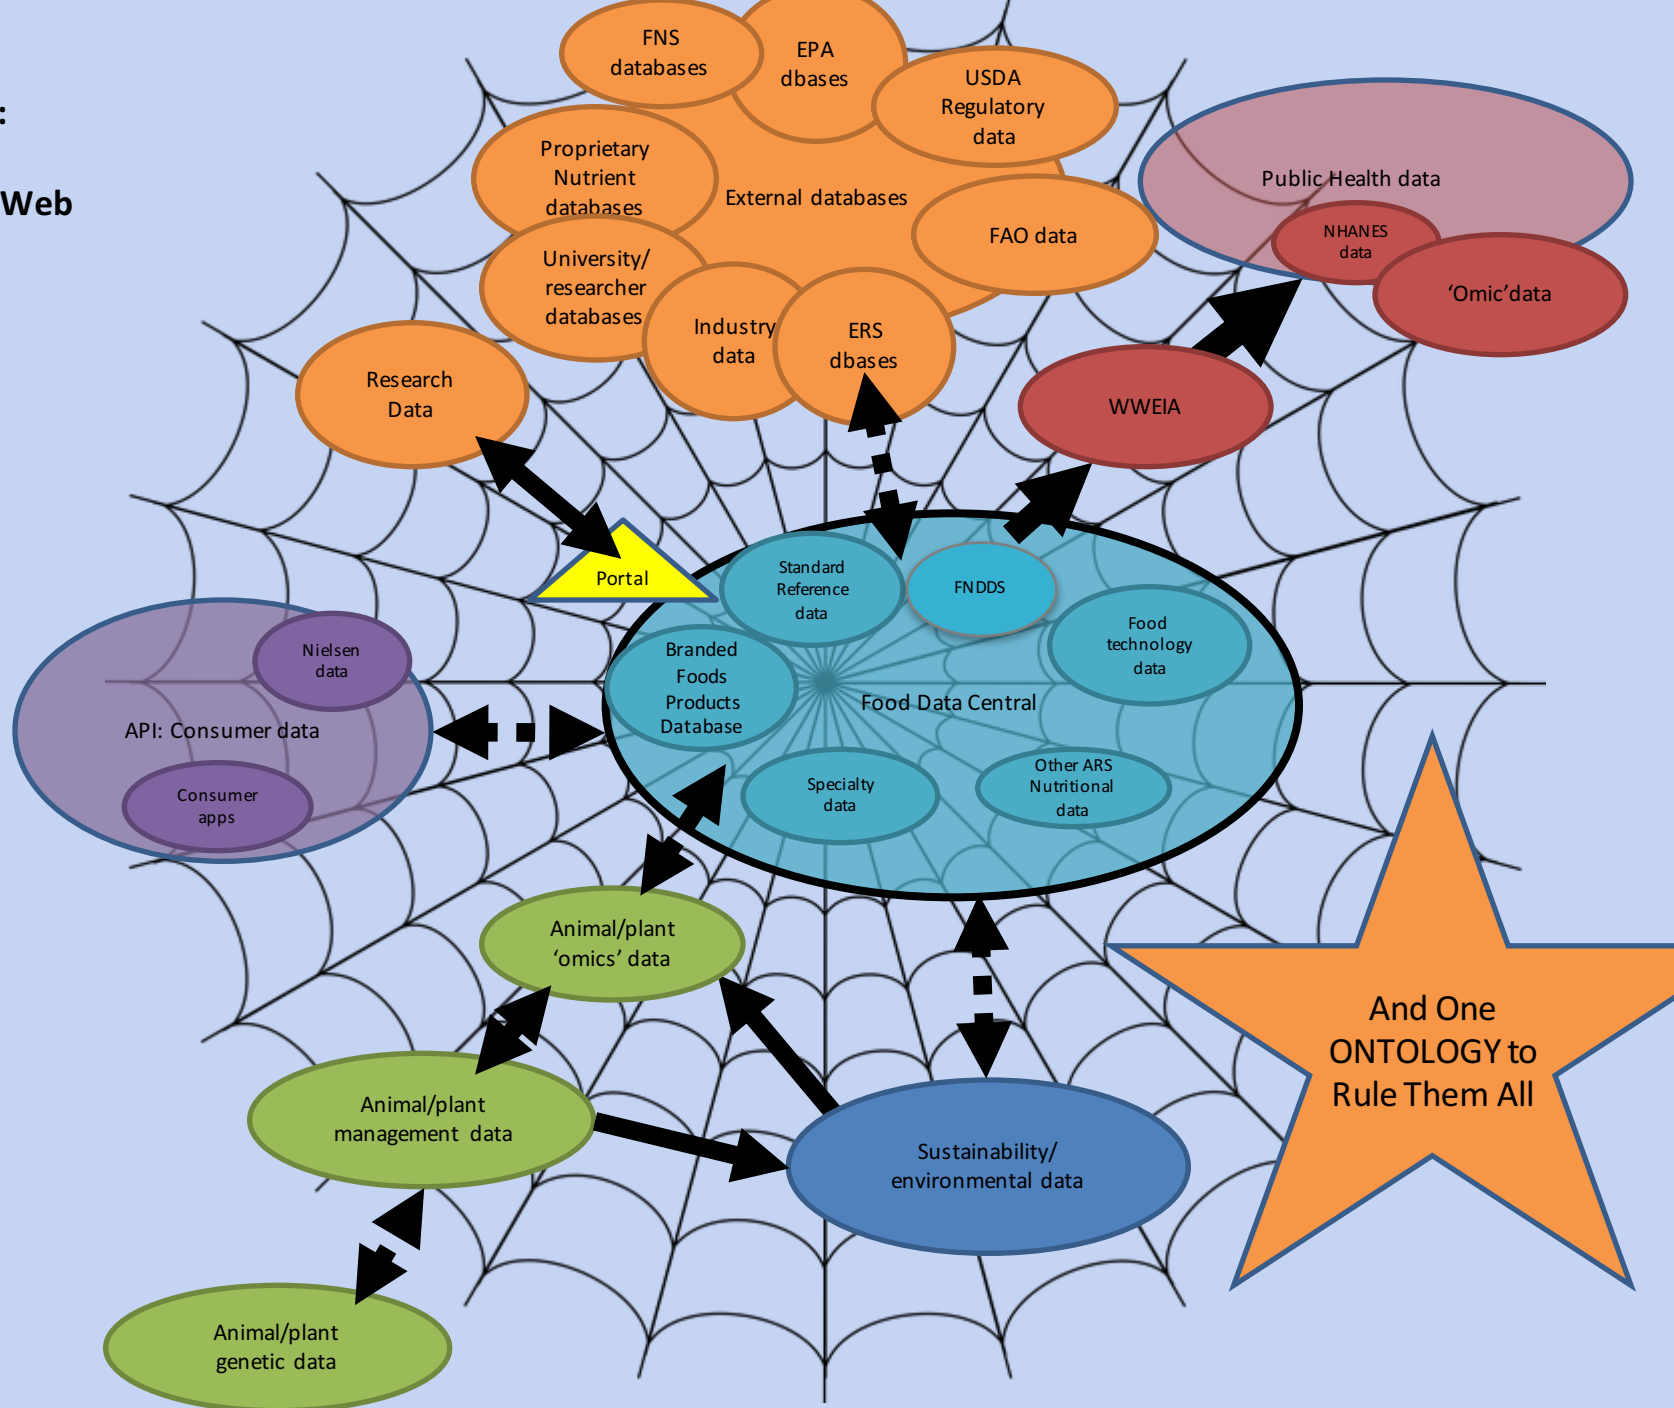 :
Web
FNS
databases
EPA
dbases
USDA
Regulatory
data
Proprietary
Nutrient
databases
External databases
FAO data
University/
researcher
databases
Industry
data
ERS
dbases
Public Health data
NHANES
data
‘Omic’data
WWEIA
Research
Data
Portal
Standard
Reference
data
FNDDS
Food
technology
data
Branded
Foods
Products
Database
Food Data Central
Specialty
data
Other ARS
Nutritional
data
Nielsen
data
API: Consumer data
Consumer
apps
Animal/plant
‘omics’ data
Animal/plant
management data
Sustainability/
environmental data
Animal/plant
genetic data
And One
ONTOLOGY to
Rule Them All